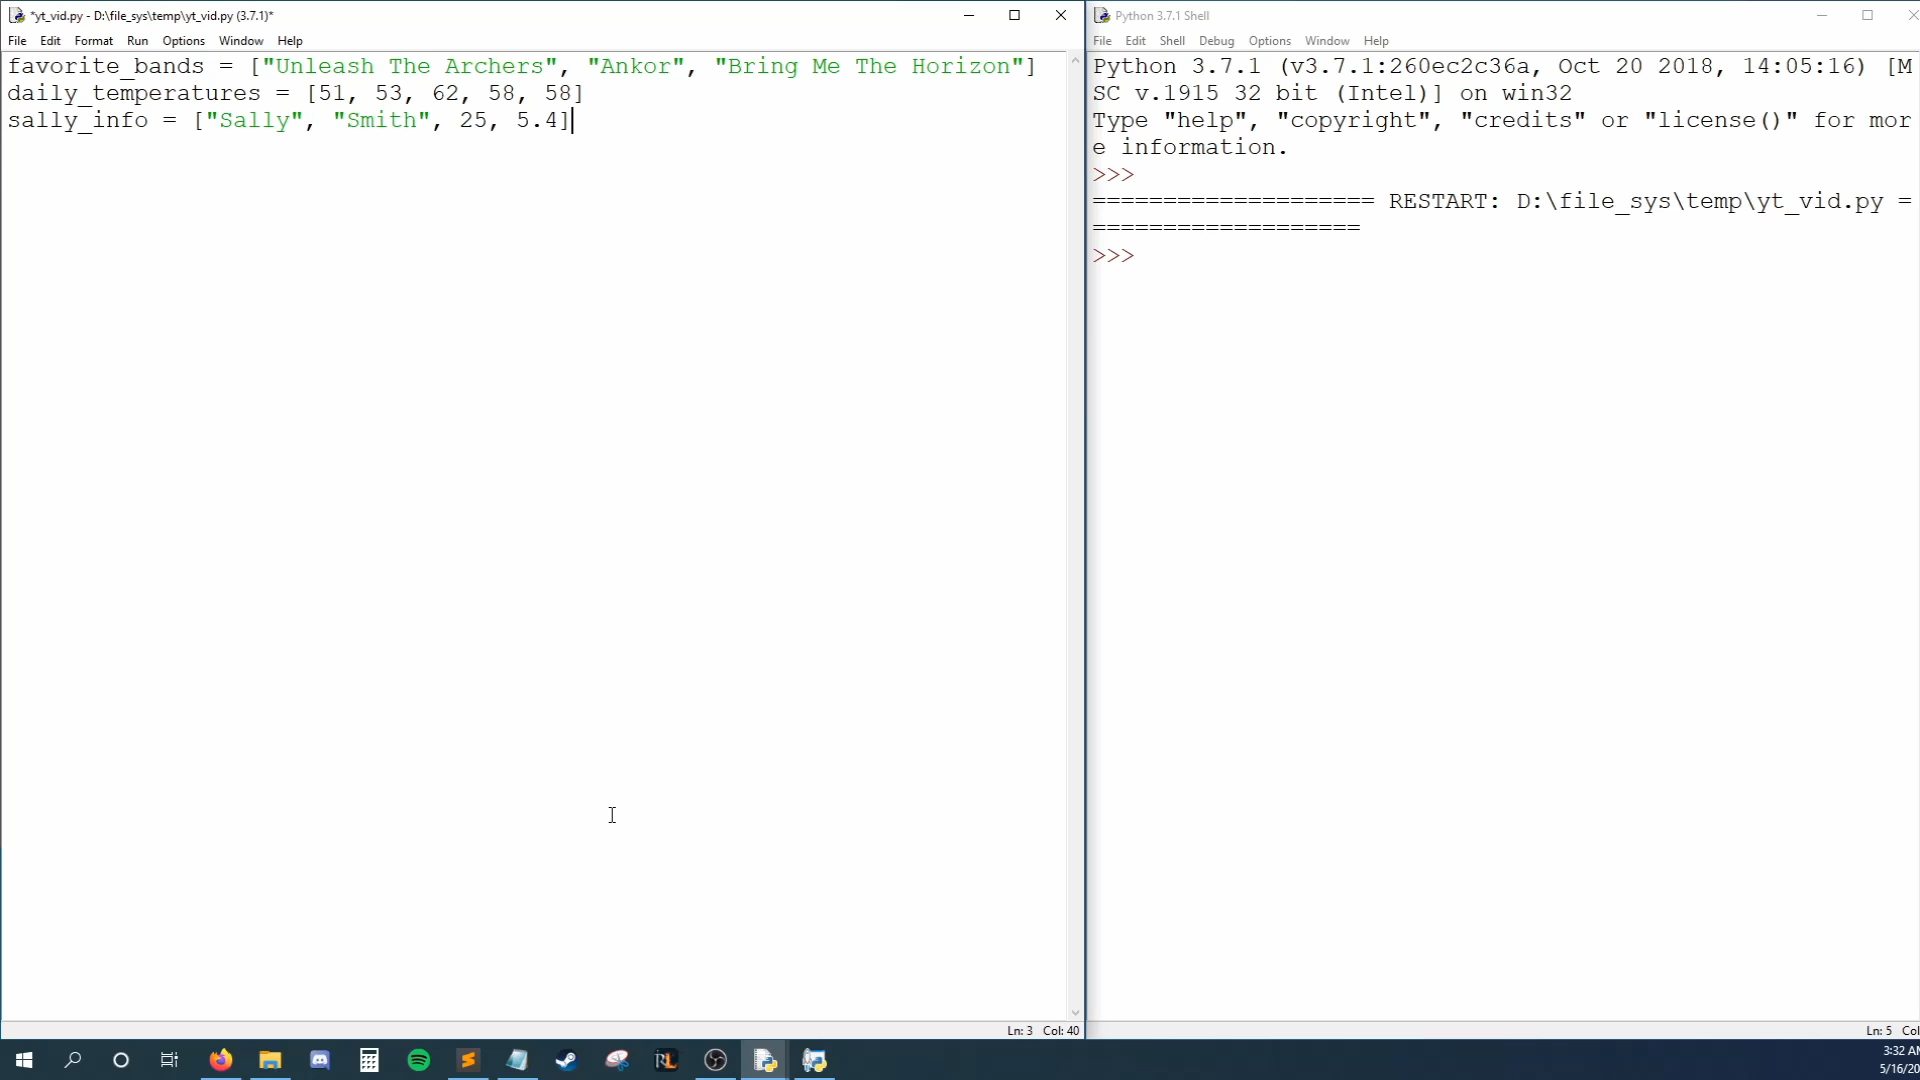 *yt_vid.py - D:\file_sys\temp\yt_vid.py (3.7.1)*
File Edit Format Run Options Window Help
favorite_bands = ["Unleash The Archers", "Ankor", "Bring Me The Horizon"]
daily_temperatures = [51, 53, 62, 58, 58]
sally_info = ["Sally", "Smith", 25, 5.4]
Ln: 3 Col: 40
Python 3.7.1 Shell
File Edit Shell Debug Options Window Help
Python 3.7.1 (v3.7.1:260ec2c36a, Oct 20 2018, 14:05:16) [M
SC v.1915 32 bit (Intel)] on win32
Type "help", "copyright", "credits" or "license()" for mor
e information.
>>>
==================== RESTART: D:\file_sys\temp\yt_vid.py =
===================
>>>
Ln: 5 Col
RL
3:32 AM
5/16/20